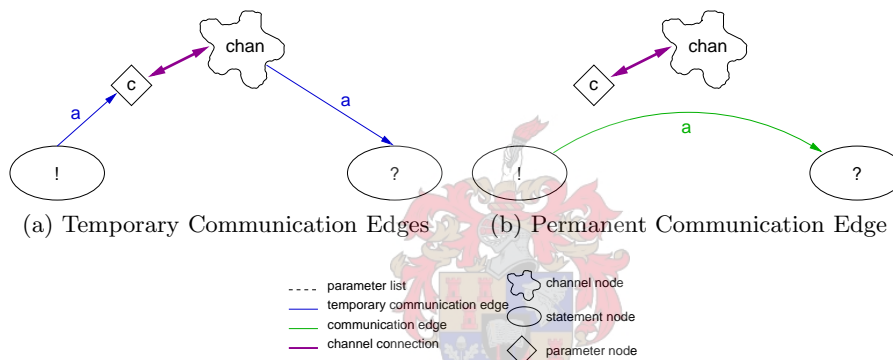 chan
c
a
a
!
?
(a) Temporary Communication Edges
chan
c
a
!
?
(b) Permanent Communication Edge
parameter list
temporary communication edge
communication edge
channel connection
channel node
statement node
parameter node